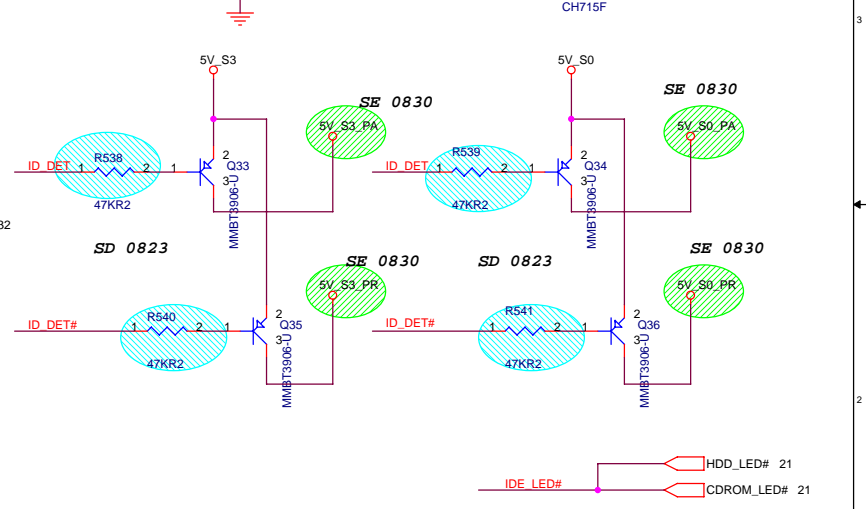 CH715F
3
5V_S3
5V_S0
SE 0830
SE 0830
5V_S3_PA
5V_S0_PA
ID_DET 1 R538 2 1 2 Q33 3
47KR2
MMBT3906-U
ID_DET 1 R539 2 1 2 Q34 3
47KR2
MMBT3906-U
32
SD 0823
SE 0830
SD 0823
SE 0830
5V_S3_PR
5V_S0_PR
ID_DET# 1 R540 2 1 2 Q35 3
47KR2
MMBT3906-U
ID_DET# 1 R541 2 1 2 Q36 3
47KR2
MMBT3906-U
2
HDD_LED# 21
IDE_LED#
CDROM_LED# 21